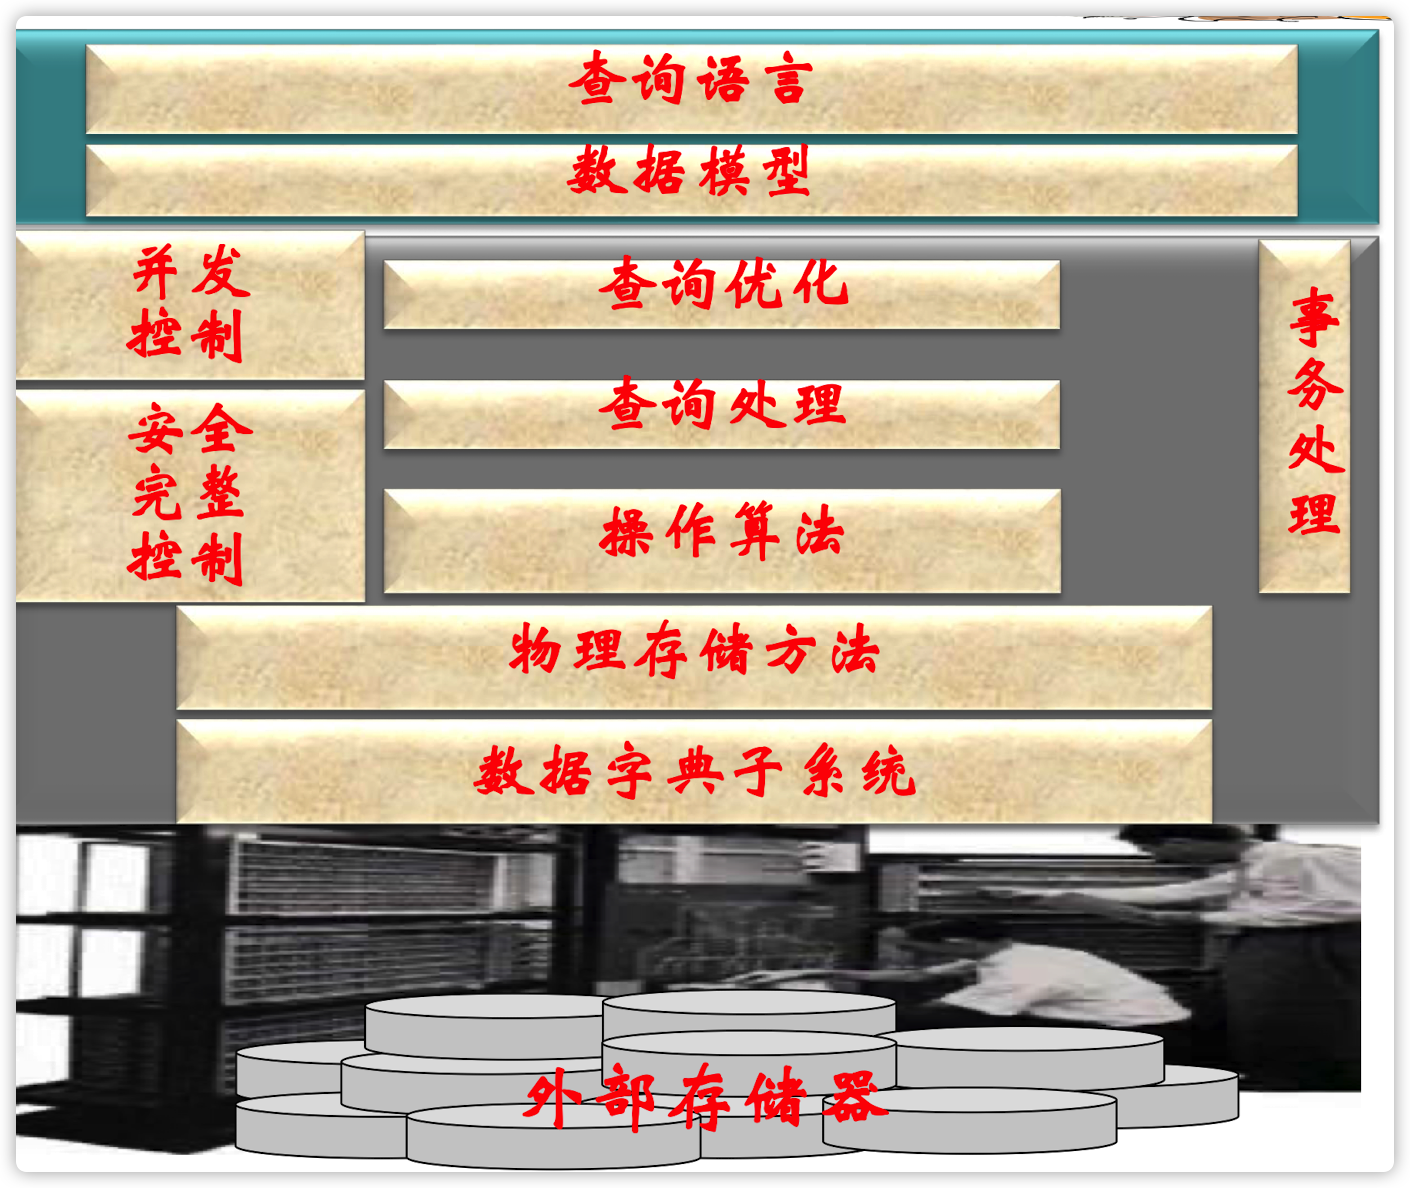 查询语言
数据模型
并发
控制
查询优化
安全
完整
控制
查询处理
操作算法
事
务
处
理
物理存储方法
数据字典子系统
外部存储器